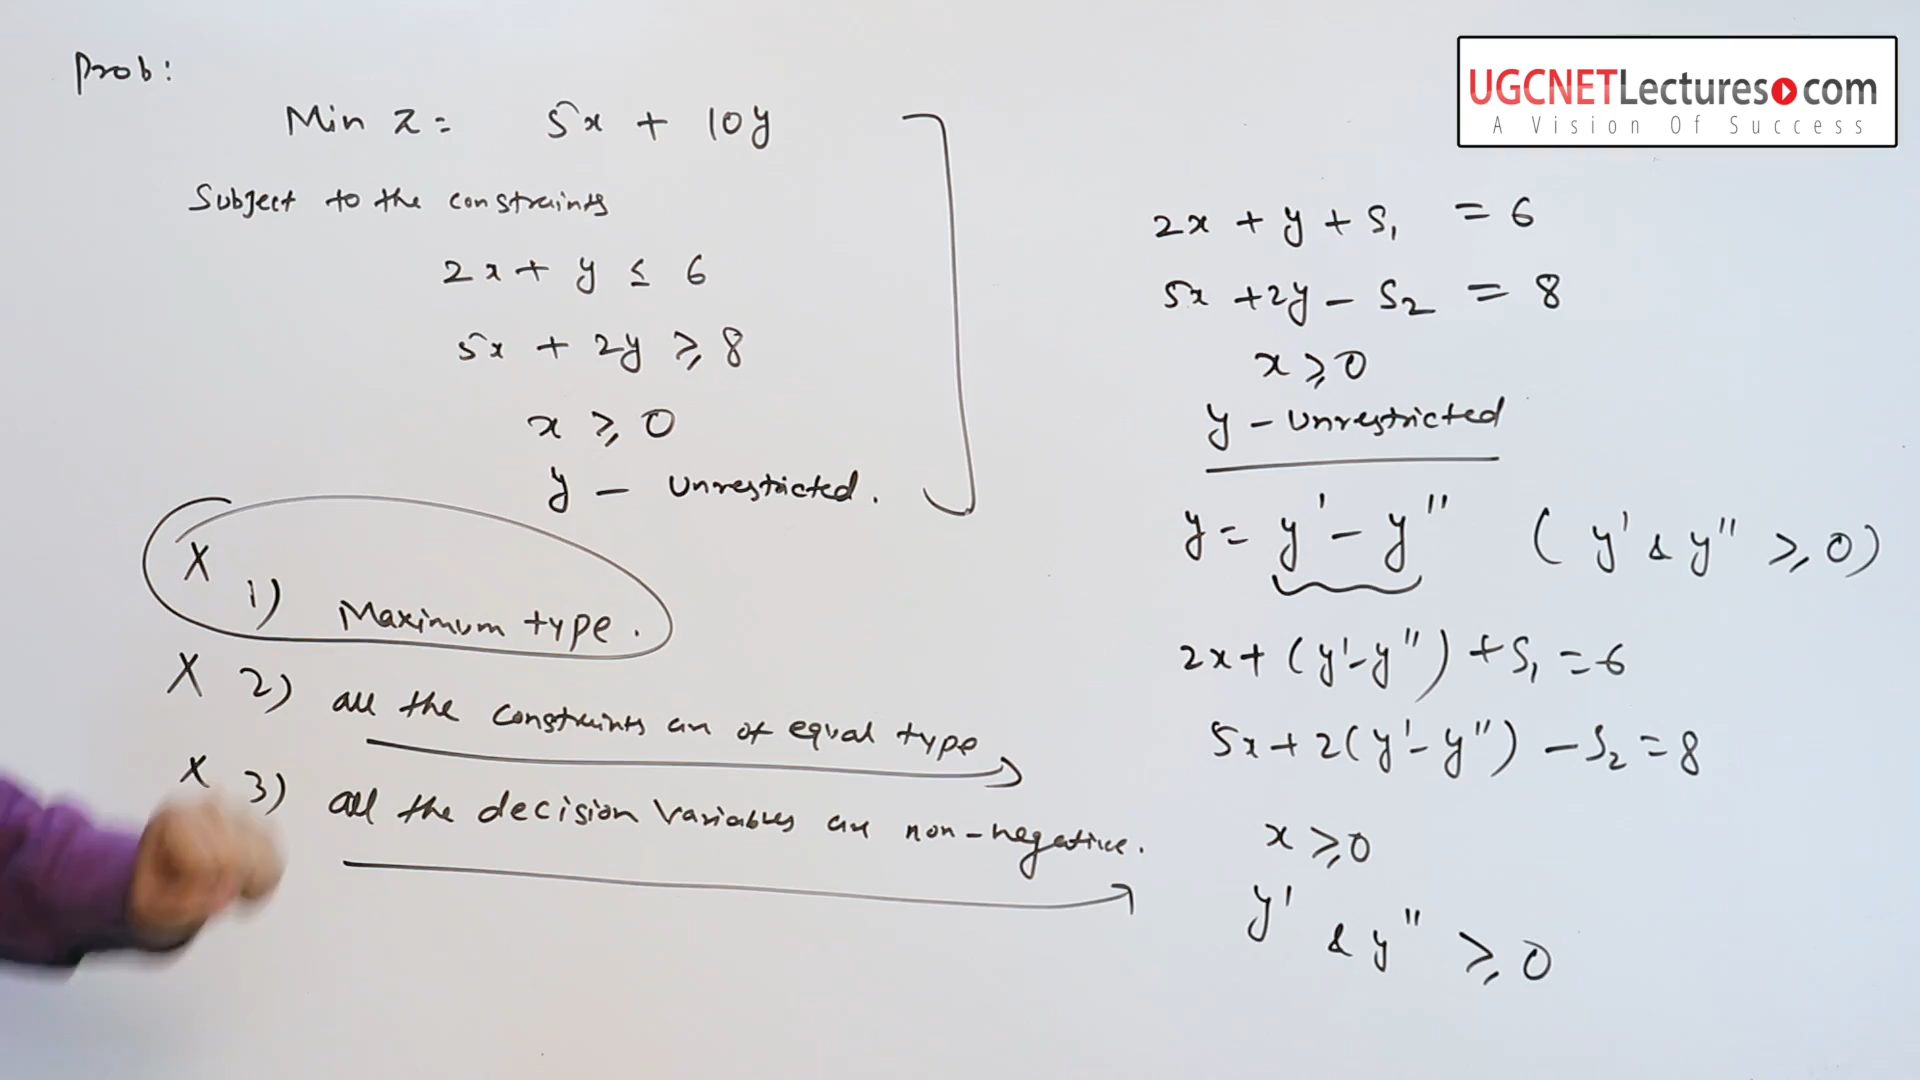 Prob:
Min z = 5x + 10y
Subject to the constraints
2x + y ≤ 6
5x + 2y ≥ 8
x ≥ 0
y - Unrestricted.
X 1) Maximum type.
X 2) all the constraints are of equal type
X 3) all the decision variables are non-negative.
UGCNETLectures.com
A Vision Of Success
2x + y + S₁ = 6
5x + 2y - S₂ = 8
x ≥ 0
y - Unrestricted
y = y' - y'' ( y' & y'' ≥ 0)
2x + (y' - y'') + S₁ = 6
5x + 2(y' - y'') - S₂ = 8
x ≥ 0
y' & y'' ≥ 0